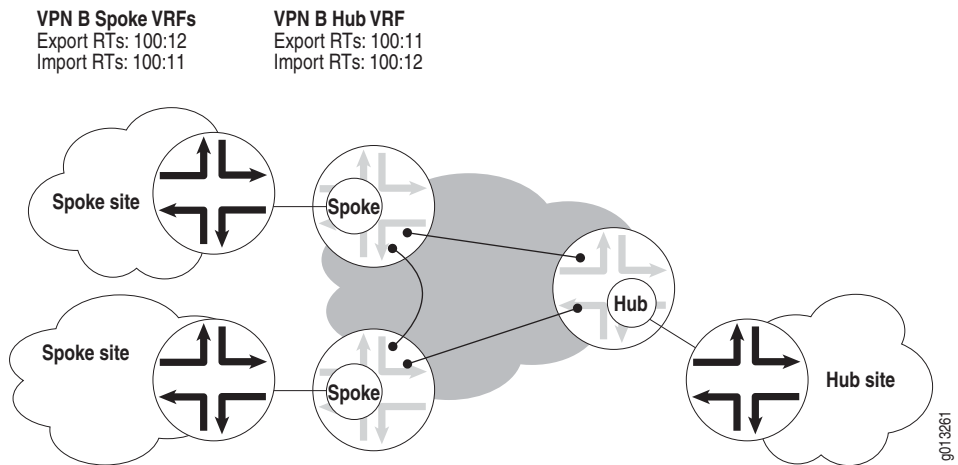 VPN B Spoke VRFs
Export RTs: 100:12
Import RTs: 100:11
VPN B Hub VRF
Export RTs: 100:11
Import RTs: 100:12
Spoke site
Spoke
Hub
Spoke site
Spoke
Hub site
g013261